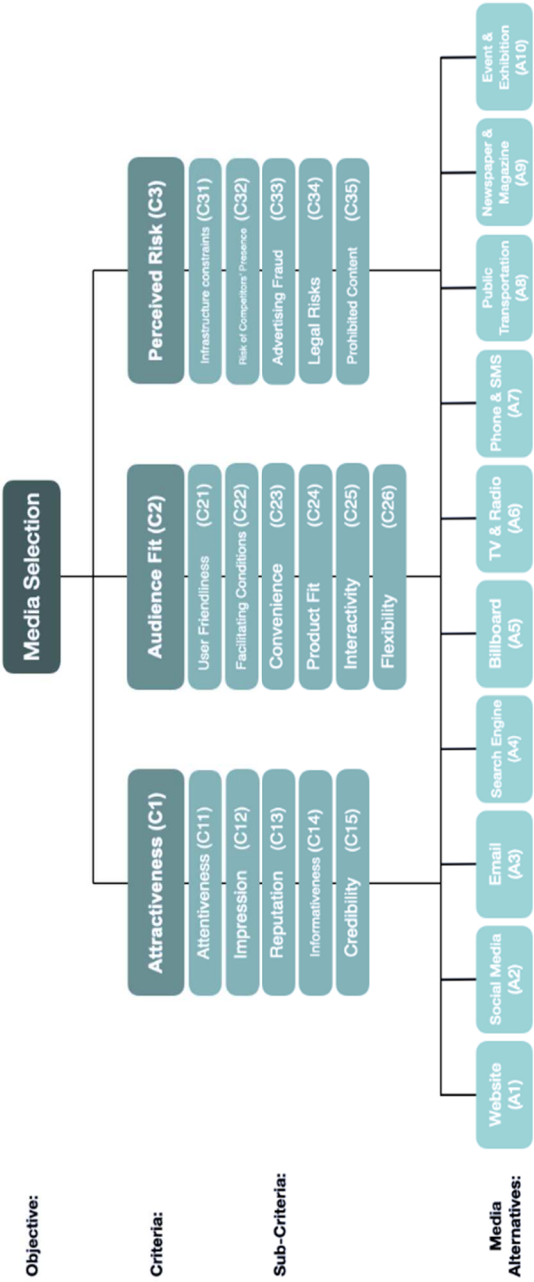 Objective:
Media Selection
Criteria:
Attractiveness (C1)
Audience Fit (C2)
Perceived Risk (C3)
Sub-Criteria:
Attentiveness (C11)
Impression (C12)
Reputation (C13)
Informativeness (C14)
Credibility (C15)
User Friendliness (C21)
Facilitating Conditions (C22)
Convenience (C23)
Product Fit (C24)
Interactivity (C25)
Flexibility (C26)
Infrastructure constraints (C31)
Risk of Competitors' Presence (C32)
Advertising Fraud (C33)
Legal Risks (C34)
Prohibited Content (C35)
Media
Alternatives:
Website
(A1)
Social Media
(A2)
Email
(A3)
Search Engine
(A4)
Billboard
(A5)
TV & Radio
(A6)
Phone & SMS
(A7)
Public
Transportation
(A8)
Newspaper &
Magazine
(A9)
Event &
Exhibition
(A10)